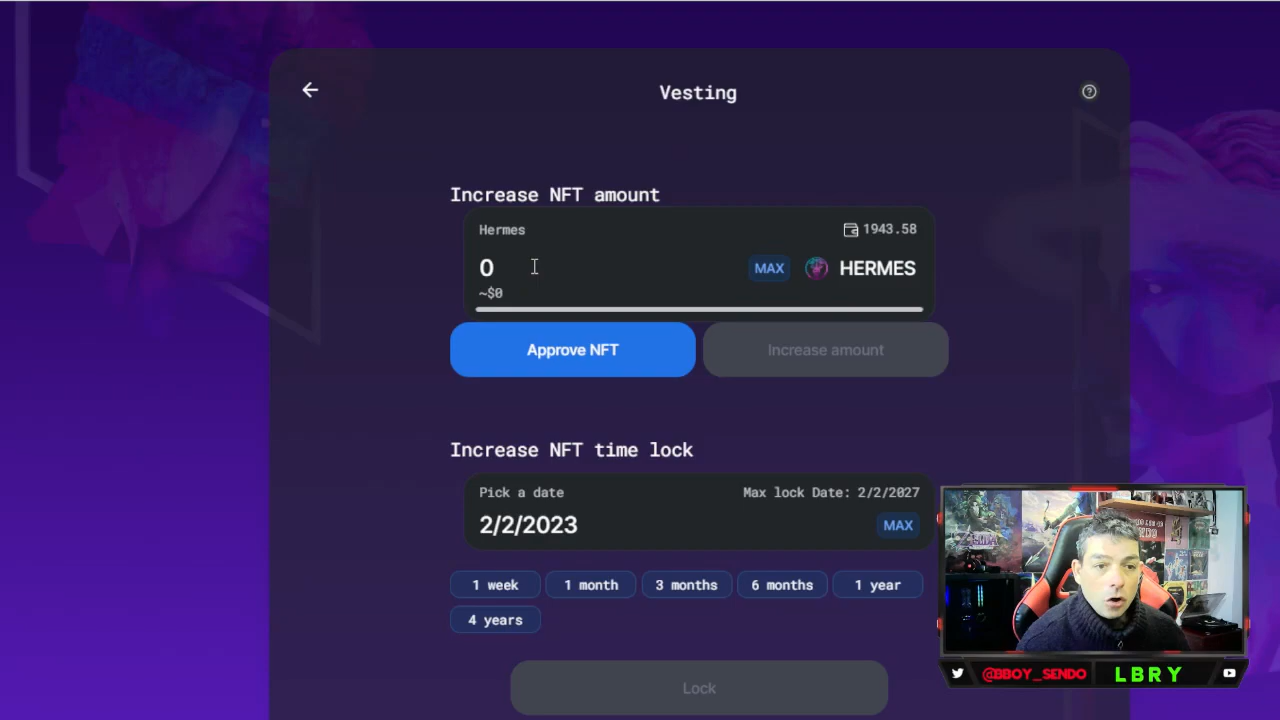 Vesting
Increase NFT amount
Hermes
1943.58
0
MAX
HERMES
~$0
Approve NFT
Increase amount
Increase NFT time lock
Pick a date
Max lock Date: 2/2/2027
2/2/2023
MAX
1 week
1 month
3 months
6 months
1 year
4 years
Lock
@BBOY_SENDO
LBRY